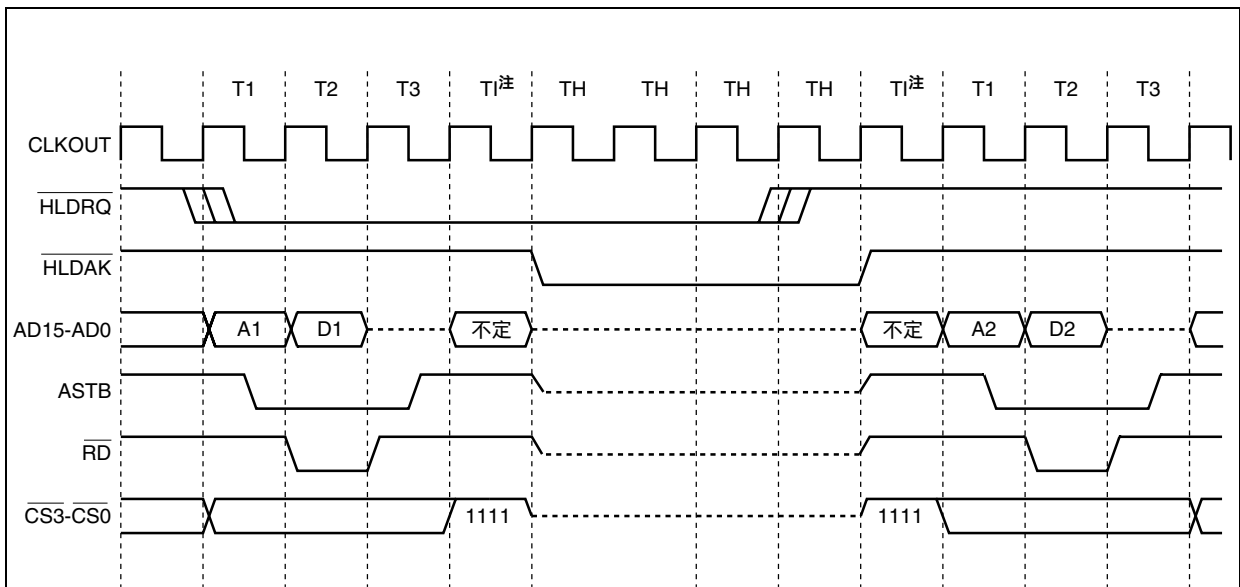 T1 T2 T3 TI注 TH TH TH TH TI注 T1 T2 T3
CLKOUT
HLDRQ
HLDAK
AD15-AD0 A1 D1 不定 不定 A2 D2
ASTB
RD
CS3-CS0 1111 1111